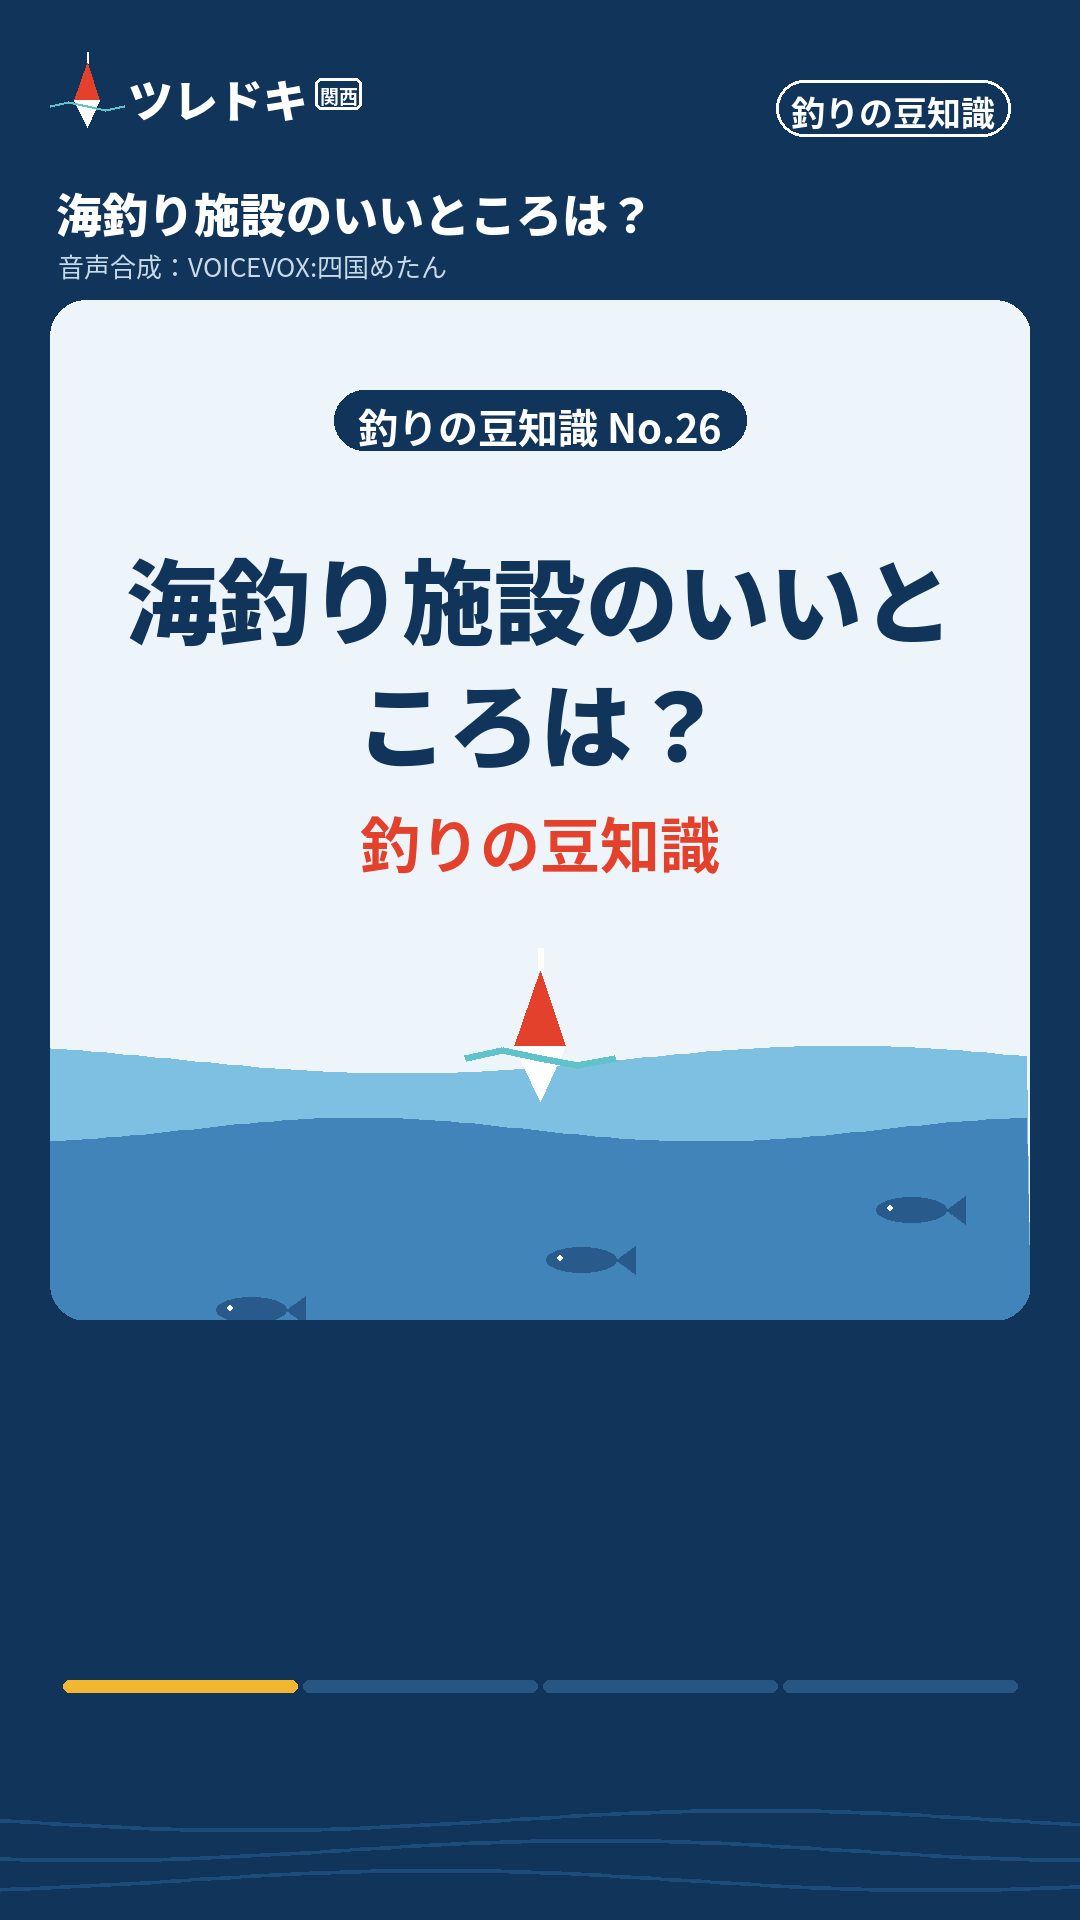 ツレドキ 関西
釣りの豆知識
海釣り施設のいいところは？
音声合成：VOICEVOX:四国めたん
釣りの豆知識 No.26
海釣り施設のいいと
ころは？
釣りの豆知識